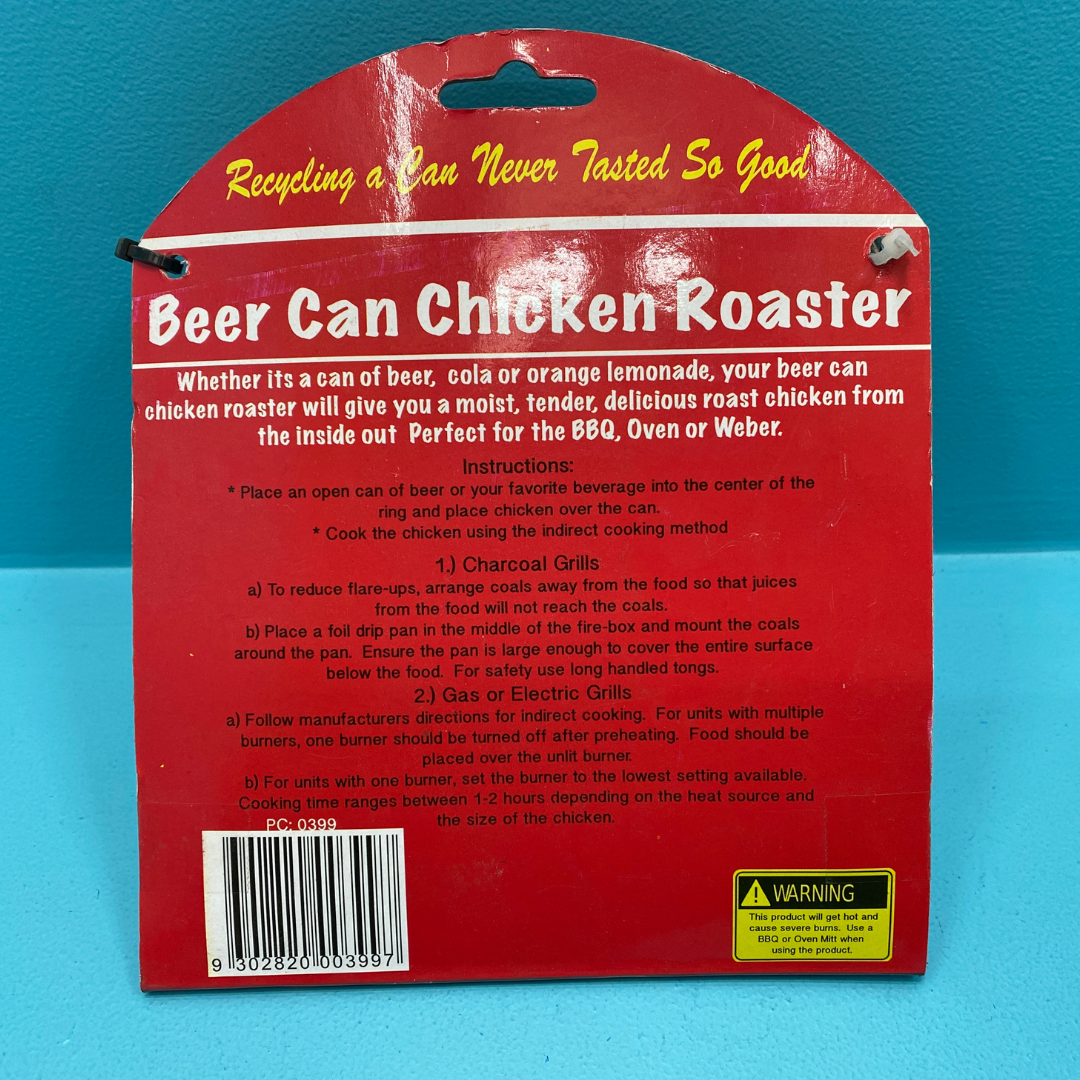 Recycling a Can Never Tasted So Good
Beer Can Chicken Roaster
Whether its a can of beer, cola or orange lemonade, your beer can
chicken roaster will give you a moist, tender, delicious roast chicken from
the inside out Perfect for the BBQ, Oven or Weber.
Instructions:
* Place an open can of beer or your favorite beverage into the center of the
ring and place chicken over the can.
* Cook the chicken using the indirect cooking method
1.) Charcoal Grills
a) To reduce flare-ups, arrange coals away from the food so that juices
from the food will not reach the coals.
b) Place a foil drip pan in the middle of the fire-box and mount the coals
around the pan. Ensure the pan is large enough to cover the entire surface
below the food. For safety use long handled tongs.
2.) Gas or Electric Grills
a) Follow manufacturers directions for indirect cooking. For units with multiple
burners, one burner should be turned off after preheating. Food should be
placed over the unlit burner.
b) For units with one burner, set the burner to the lowest setting available.
Cooking time ranges between 1-2 hours depending on the heat source and
the size of the chicken.
PC: 0399
9 302820 003997
WARNING
This product will get hot and
cause severe burns. Use a
BBQ or Oven Mitt when
using the product.